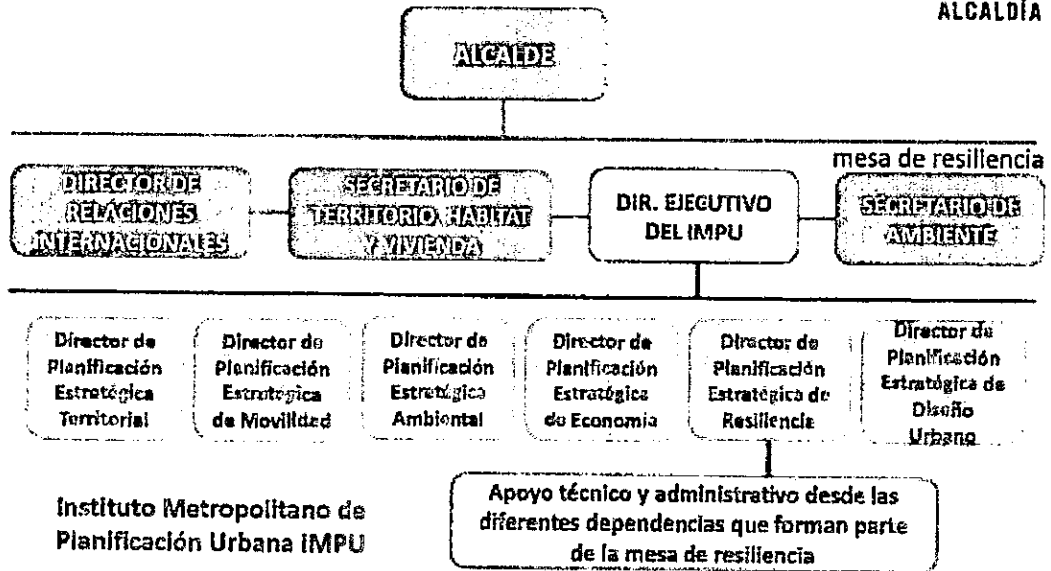 ALCALDÍA
ALCALDE
mesa de resiliencia
DIRECTOR DE
RELACIONES
INTERNACIONALES
SECRETARIO DE
TERRITORIO, HABITAT
Y VIVIENDA
DIR. EJECUTIVO
DEL IMPU
SECRETARIO DE
AMBIENTE
Director de
Planificación
Estratégica
Territorial
Director de
Planificación
Estratégica
de Movilidad
Director de
Planificación
Estratégica
Ambiental
Director de
Planificación
Estratégica
de Economía
Director de
Planificación
Estratégica de
Resiliencia
Director de
Planificación
Estratégica de
Diseño
Urbano
Instituto Metropolitano de
Planificación Urbana IMPU
Apoyo técnico y administrativo desde las
diferentes dependencias que forman parte
de la mesa de resiliencia